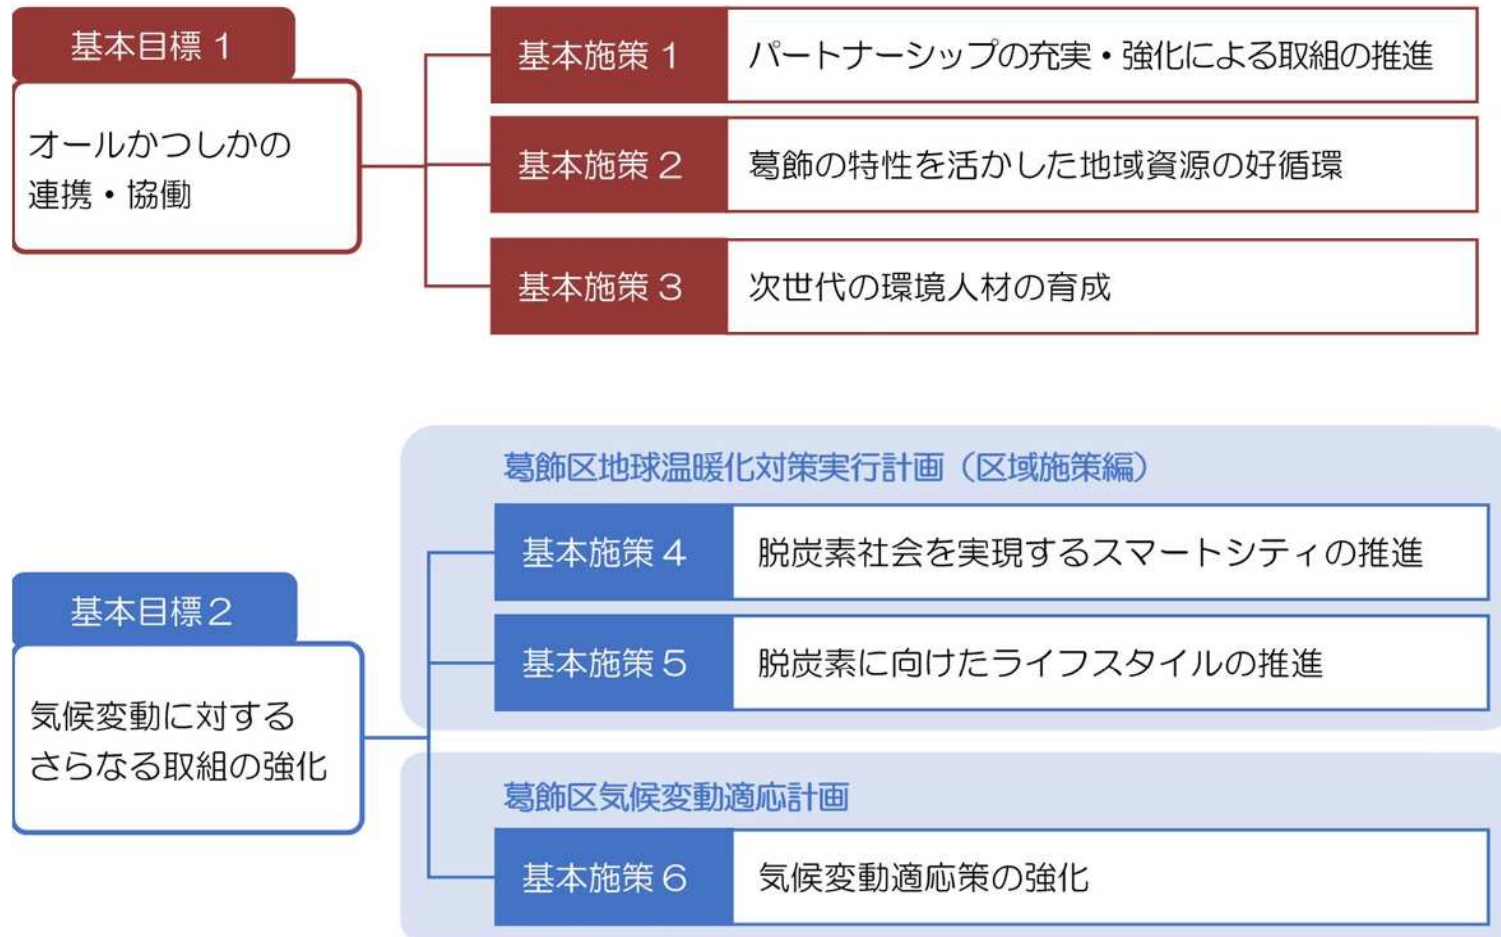 基本目標1
オールかつしかの
連携・協働
基本施策1
パートナーシップの充実・強化による取組の推進
基本施策2
葛飾の特性を活かした地域資源の好循環
基本施策3
次世代の環境人材の育成
基本目標2
気候変動に対する
さらなる取組の強化
葛飾区地球温暖化対策実行計画（区域施策編）
基本施策4
脱炭素社会を実現するスマートシティの推進
基本施策5
脱炭素に向けたライフスタイルの推進
葛飾区気候変動適応計画
基本施策6
気候変動適応策の強化